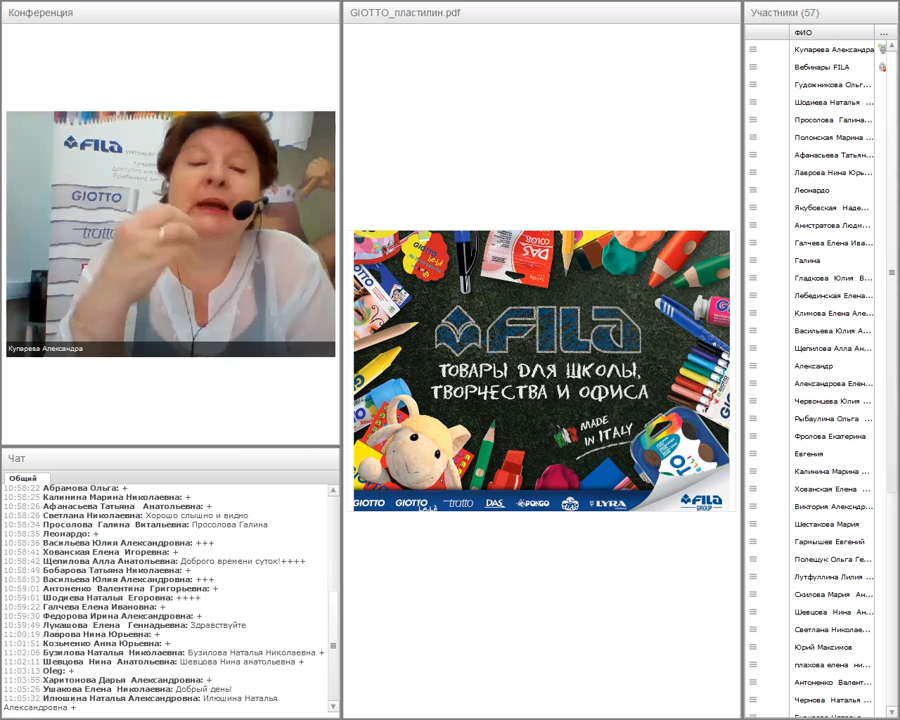 Конференция
FILA
GIOTTO
tratto
Купарева Александра
Чат
Общий
10:58:22 Абрамова Ольга: +
10:58:25 Калинина Марина Николаевна: +
10:58:26 Афанасьева Татьяна Анатольевна: +
10:58:26 Светлана Николаевна: Хорошо слышно и видно
10:58:34 Просолова Галина Витальевна: Просолова Галина
10:58:35 Леонардо: +
10:58:36 Васильева Юлия Александровна: +++
10:58:41 Хованская Елена Игоревна: +
10:58:42 Щепилова Алла Анатольевна: Доброго времени суток!++++
10:58:49 Бобарова Татьяна Николаевна: +
10:58:53 Васильева Юлия Александровна: +++
10:59:01 Антоненко Валентина Григорьевна: +
10:59:01 Шодиева Наталья Егоровна: ++++
10:59:22 Галчева Елена Ивановна: +
10:59:30 Федорова Ирина Александровна: +
10:59:49 Лукашова Елена Геннадьевна: Здравствуйте
11:00:19 Лаврова Нина Юрьевна: +
11:01:51 Козьменко Анна Юрьевна: +
11:02:06 Бузилова Наталья Николаевна: Бузилова Наталья Николаевна +
11:02:11 Шевцова Нина Анатольевна: Шевцова Нина анатольевна +
11:03:13 Oleg: +
11:03:55 Харитонова Дарья Александровна: +
11:05:26 Ушакова Елена Николаевна: Добрый день!
11:05:32 Илюшина Наталья Александровна: Илюшина Наталья
Александровна +
GIOTTO_пластилин.pdf
DAS
COLOR
FILA
ТОВАРЫ ДЛЯ ШКОЛЫ,
ТВОРЧЕСТВА И ОФИСА
MADE
IN ITALY
GIOTTO GIOTTO tratto DAS PONGO LYRA FILA
GROUP
Участники (57)
ФИО ...
Купарева Александра
Вебинары FILA
Гудожникова Ольг...
Шодиева Наталья ...
Просолова Галина...
Полонская Марина ...
Афанасьева Татьян...
Лаврова Нина Юрь...
Леонардо
Якубовская Наде...
Анистратова Людм...
Галчева Елена Ива...
Галина
Гладкова Юлия В...
Лебединская Елена...
Климова Елена Але...
Васильева Юлия А...
Щепилова Алла Ан...
Александр
Александрова Елен...
Червонцева Юлия ...
Рыбаулина Ольга ...
Фролова Екатерина
Евгения
Калинина Марина ...
Хованская Елена ...
Виктория Александр...
Шестакова Мария
Гармышев Евгений
Полещук Ольга Ге...
Лутфуллина Лилия ...
Скилова Мария Ан...
Шевцова Нина Ан...
Светлана Николае...
Юрий Максимов
плахова елена ни...
Антоненко Валент...
Чернова Наталья ...